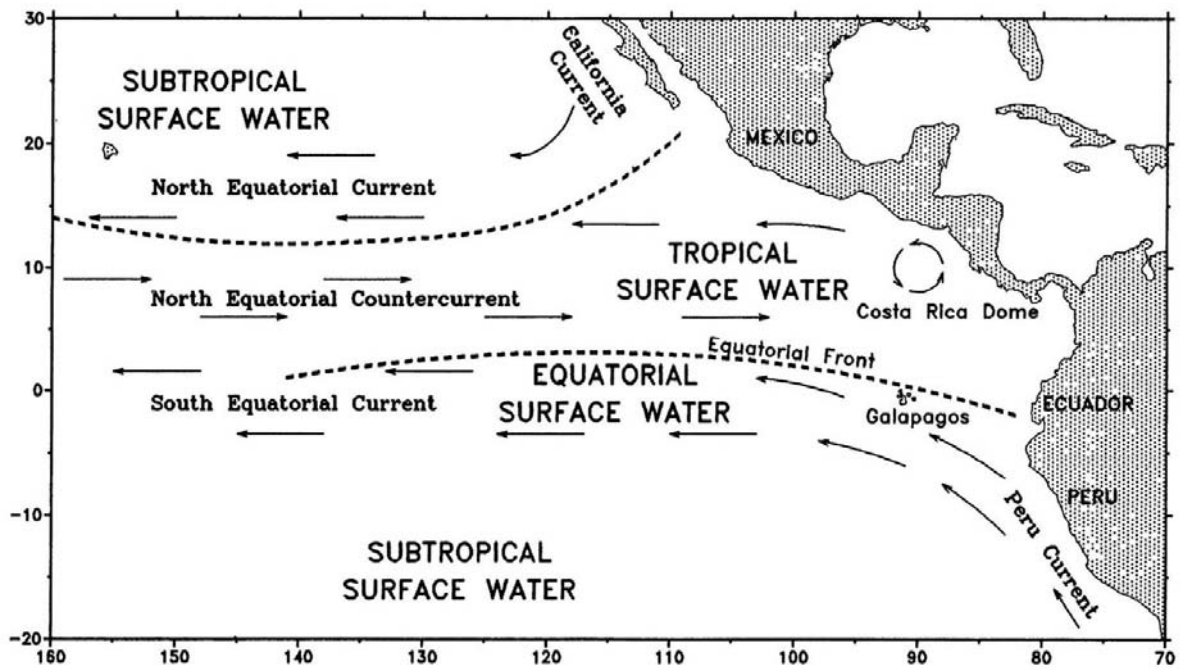 30
20
10
0
-10
-20
SUBTROPICAL
SURFACE WATER
California
Current
MEXICO
North Equatorial Current
TROPICAL
SURFACE WATER
North Equatorial Countercurrent
Costa Rica Dome
Equatorial Front
EQUATORIAL
SURFACE WATER
South Equatorial Current
Galapagos
ECUADOR
PERU
Peru Current
SUBTROPICAL
SURFACE WATER
160 150 140 130 120 110 100 90 80 70